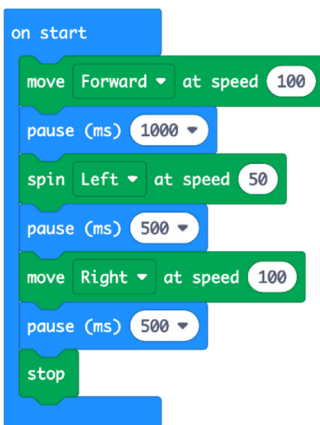 on start
move Forward at speed 100
pause (ms) 1000
spin Left at speed 50
pause (ms) 500
move Right at speed 100
pause (ms) 500
stop